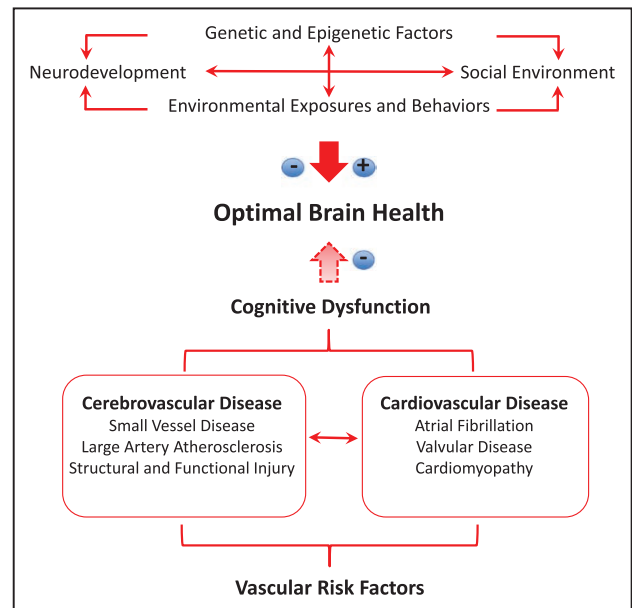 Genetic and Epigenetic Factors
Neurodevelopment
Social Environment
Environmental Exposures and Behaviors
- +
Optimal Brain Health
-
Cognitive Dysfunction
Cerebrovascular Disease
Small Vessel Disease
Large Artery Atherosclerosis
Structural and Functional Injury
Cardiovascular Disease
Atrial Fibrillation
Valvular Disease
Cardiomyopathy
Vascular Risk Factors